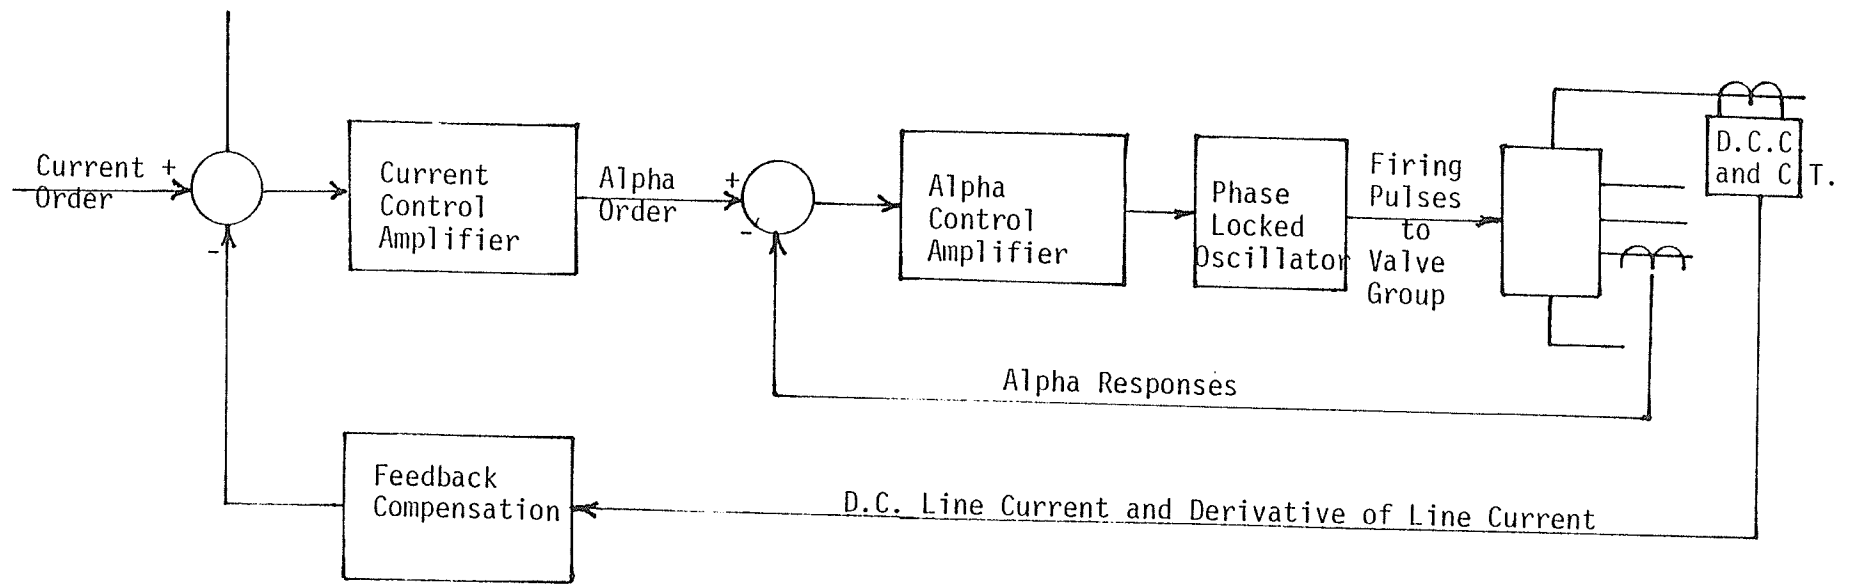 Current +
Order
-
Current
Control
Amplifier
Alpha
Order
+
-
Alpha
Control
Amplifier
Phase
Locked
Oscillator
Firing
Pulses
to
Valve
Group
D.C.C
and C.T.
Alpha Responses
Feedback
Compensation
D.C. Line Current and Derivative of Line Current